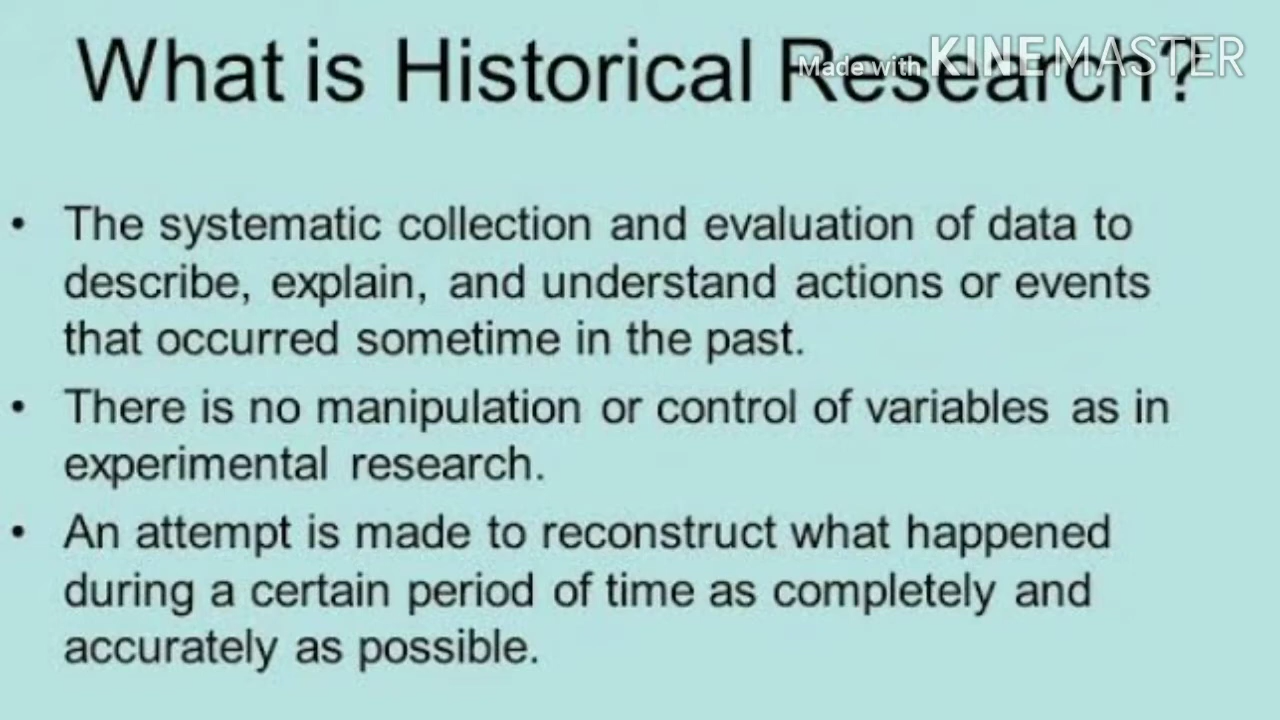 What is Historical Research?
Made with KINEMASTER
• The systematic collection and evaluation of data to
describe, explain, and understand actions or events
that occurred sometime in the past.
• There is no manipulation or control of variables as in
experimental research.
• An attempt is made to reconstruct what happened
during a certain period of time as completely and
accurately as possible.